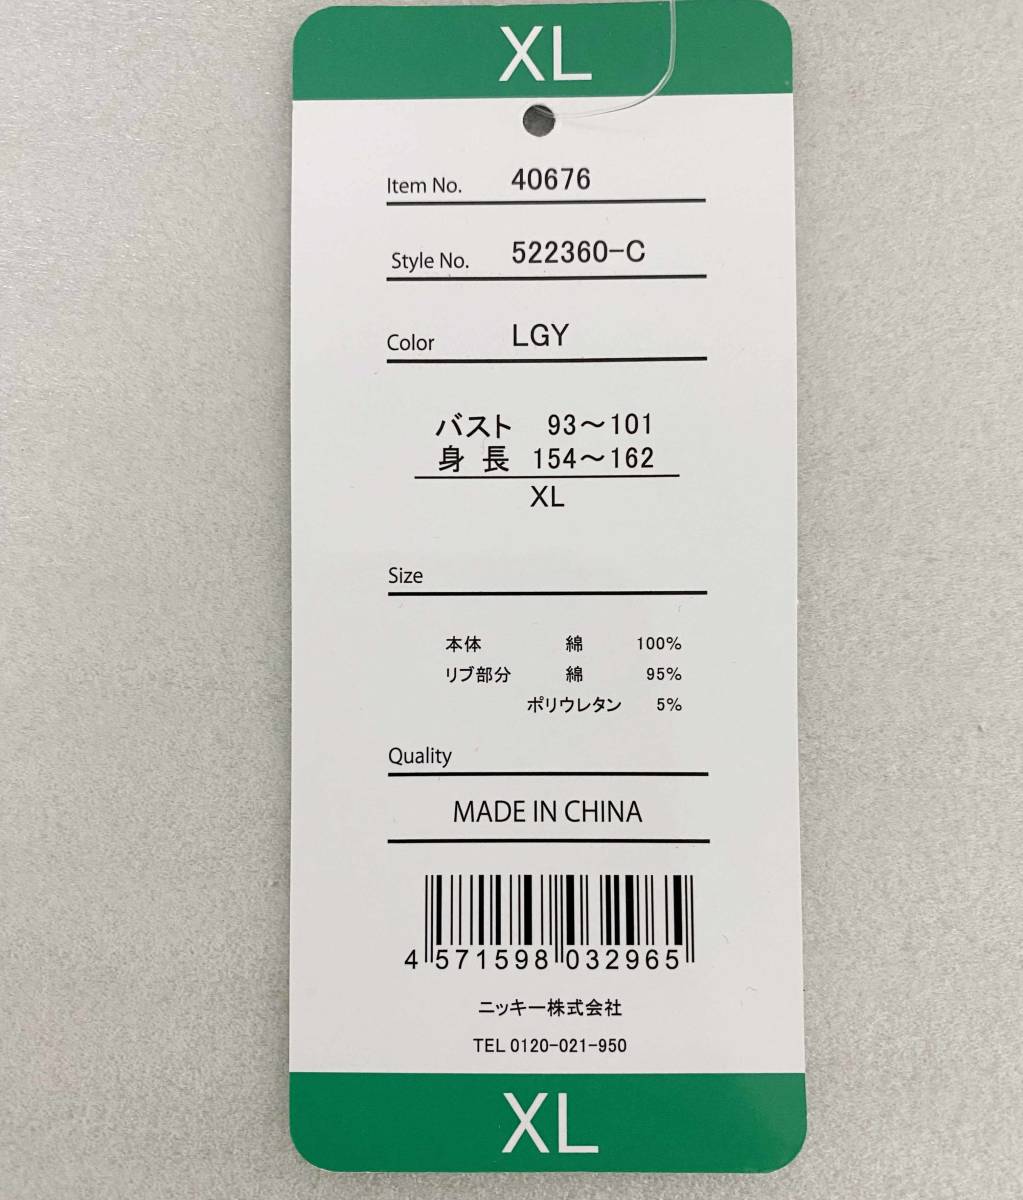 XL
Item No. 40676
Style No. 522360-C
Color LGY
バスト 93～101
身長 154～162
XL
Size
本体 綿 100%
リブ部分 綿 95%
ポリウレタン 5%
Quality
MADE IN CHINA
4 571598 032965
ニッキー株式会社
TEL 0120-021-950
XL